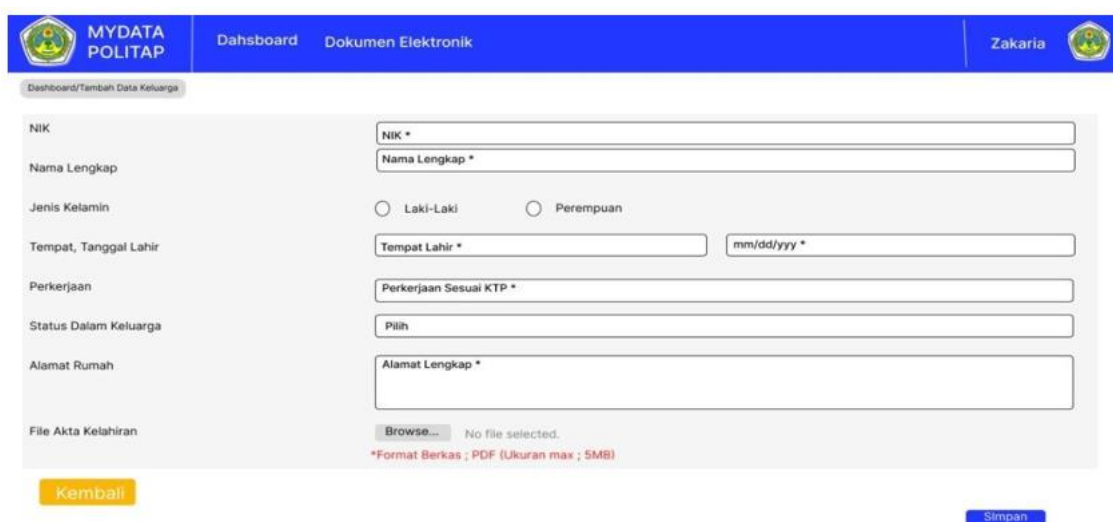 MYDATA
POLITAP
Dahsboard Dokumen Elektronik
Zakaria
Dashboard/Tambah Data Keluarga
NIK
NIK *
Nama Lengkap
Nama Lengkap *
Jenis Kelamin
Laki-Laki Perempuan
Tempat, Tanggal Lahir
Tempat Lahir * mm/dd/yyy *
Perkerjaan
Perkerjaan Sesuai KTP *
Status Dalam Keluarga
Pilih
Alamat Rumah
Alamat Lengkap *
File Akta Kelahiran
Browse... No file selected.
*Format Berkas ; PDF (Ukuran max ; 5MB)
Kembali
SImpan